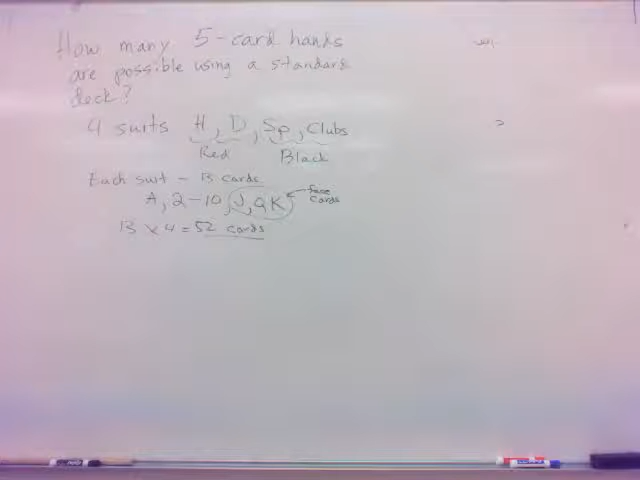 How many 5-card hands
are possible using a standard
deck?
4 suits H, D, Sp, Clubs
Red Black
Each suit - 13 cards
A, 2-10, J, Q K face
cards
13 x 4 = 52 cards